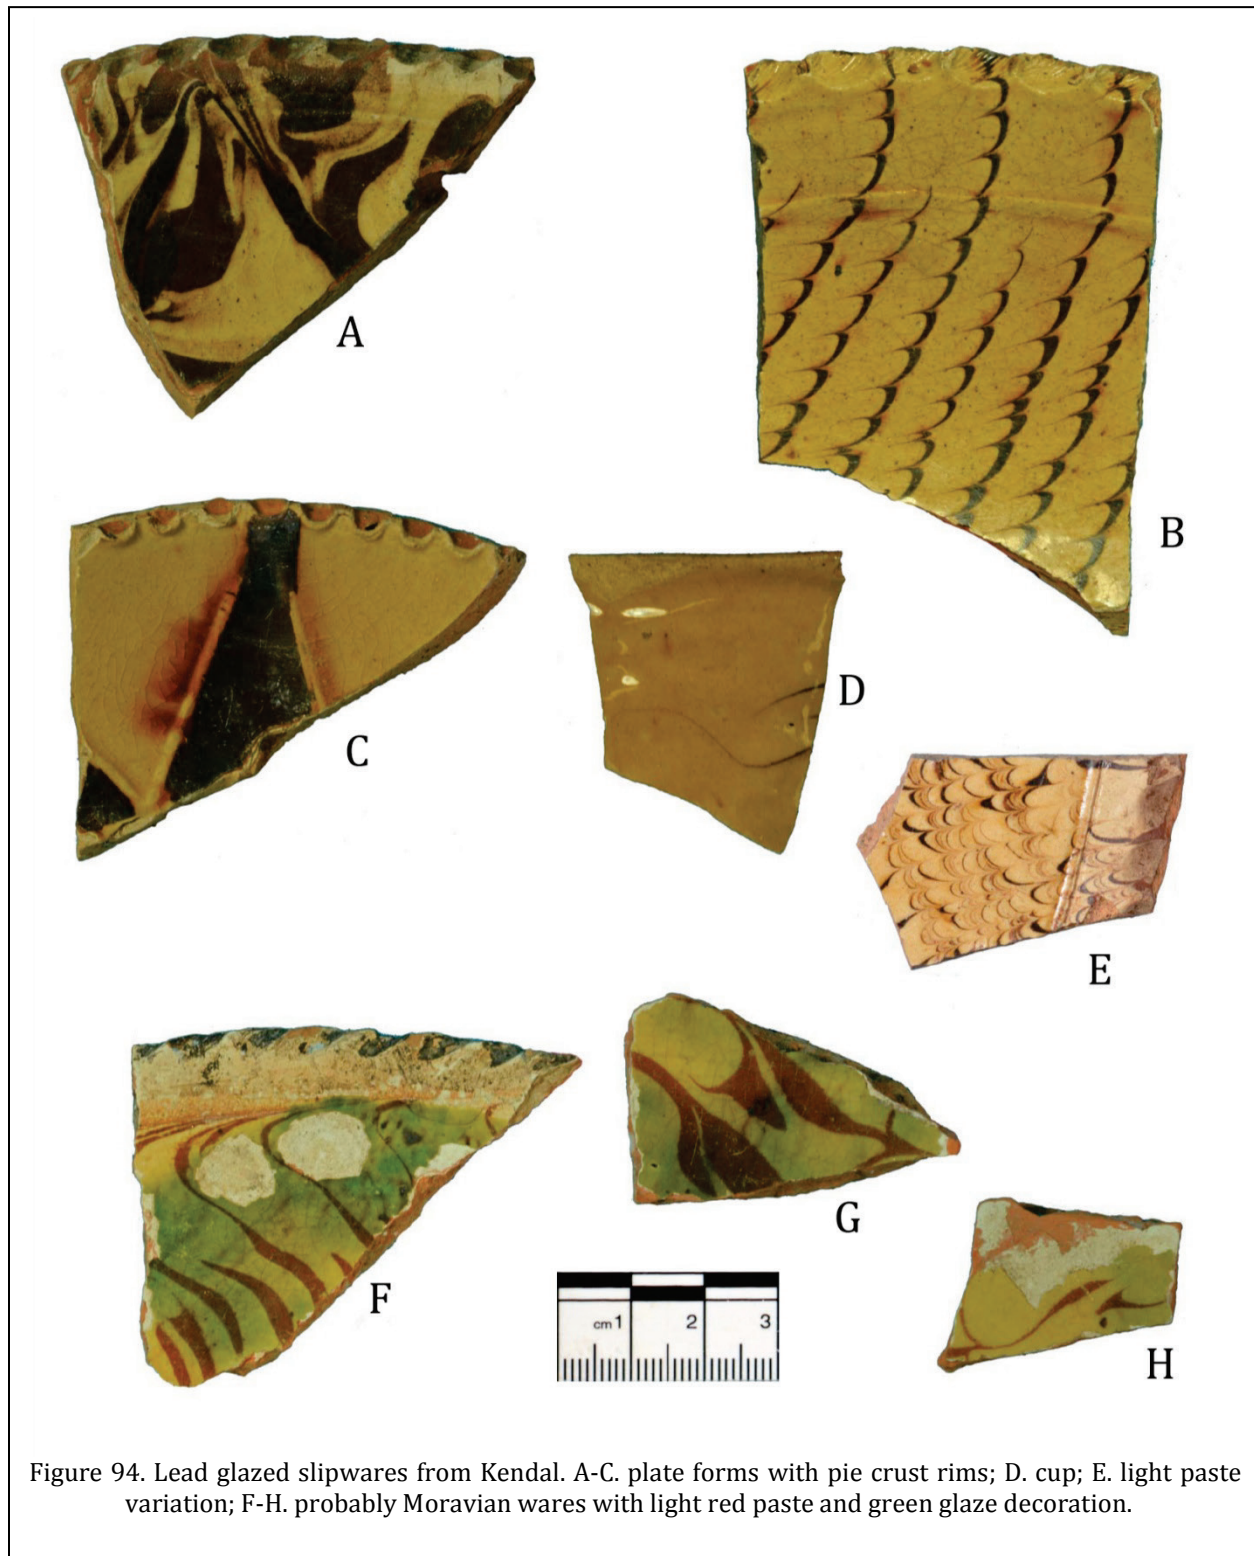 A
B
C
D
E
F
G
H
cm 1 2 3
Figure 94. Lead glazed slipwares from Kendal. A-C. plate forms with pie crust rims; D. cup; E. light paste
variation; F-H. probably Moravian wares with light red paste and green glaze decoration.